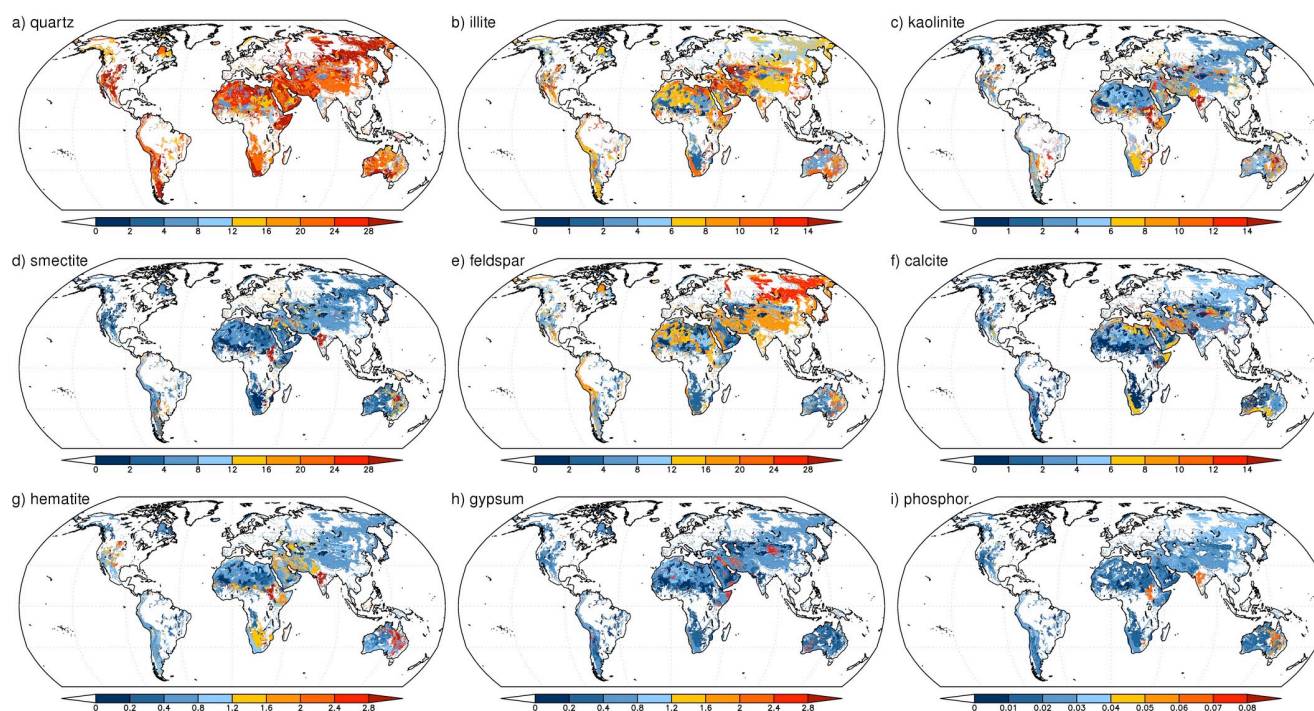 a) quartz
b) illite
c) kaolinite
0 2 4 8 12 16 20 24 28
0 1 2 4 6 8 10 12 14
0 1 2 4 6 8 10 12 14
d) smectite
e) feldspar
f) calcite
0 2 4 8 12 16 20 24 28
0 2 4 8 12 16 20 24 28
0 1 2 4 6 8 10 12 14
g) hematite
h) gypsum
i) phosphor.
0 0.2 0.4 0.8 1.2 1.6 2 2.4 2.8
0 0.2 0.4 0.8 1.2 1.6 2 2.4 2.8
0 0.01 0.02 0.03 0.04 0.05 0.06 0.07 0.08